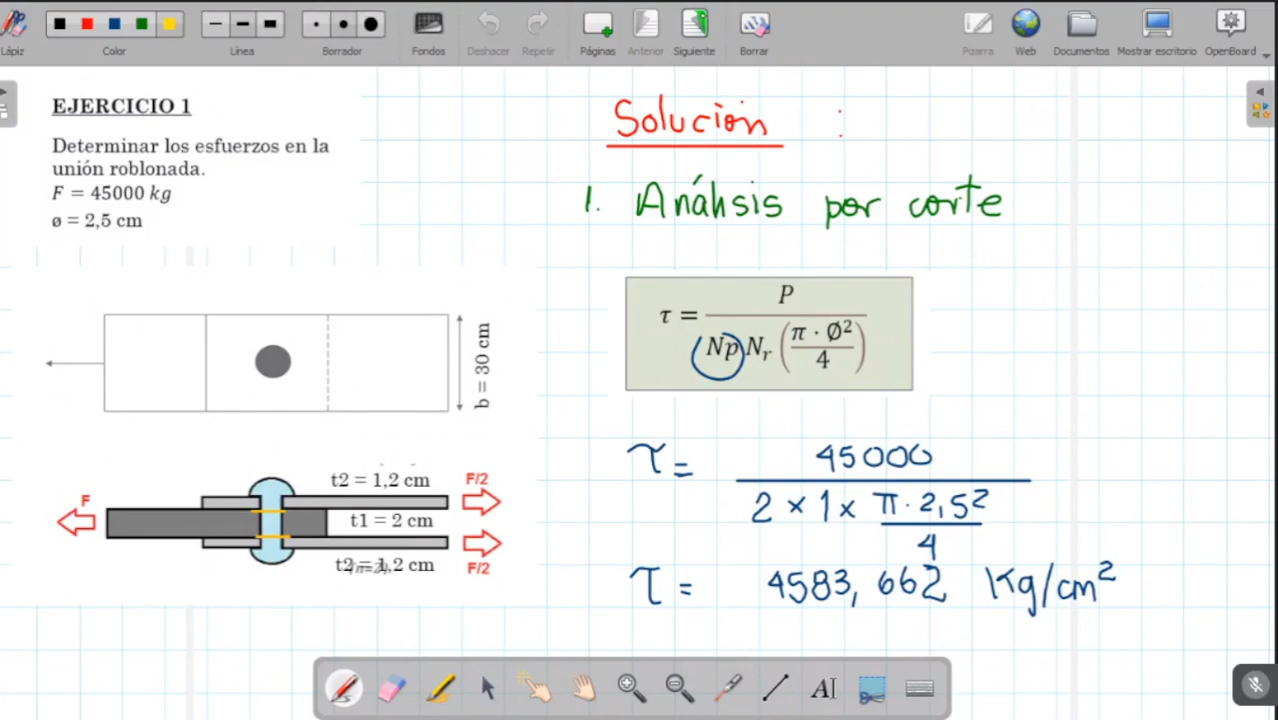 Lápiz
Color
Línea
Borrador
Fondos
Deshacer
Repetir
Páginas
Anterior
Siguiente
Borrar
Pizarra
Web
Documentos
Mostrar escritorio
OpenBoard
EJERCICIO 1
Determinar los esfuerzos en la
unión roblonada.
F = 45000 kg
ø = 2,5 cm
b = 30 cm
t2 = 1,2 cm
F/2
F
t1 = 2 cm
t2 = 1,2 cm
F/2
Solución :
1. Análisis por corte
τ = P
Np Nr (π · Ø²
4)
τ = 45000
2 × 1 × π · 2,5²
4
τ = 4583,662 Kg/cm²
AI